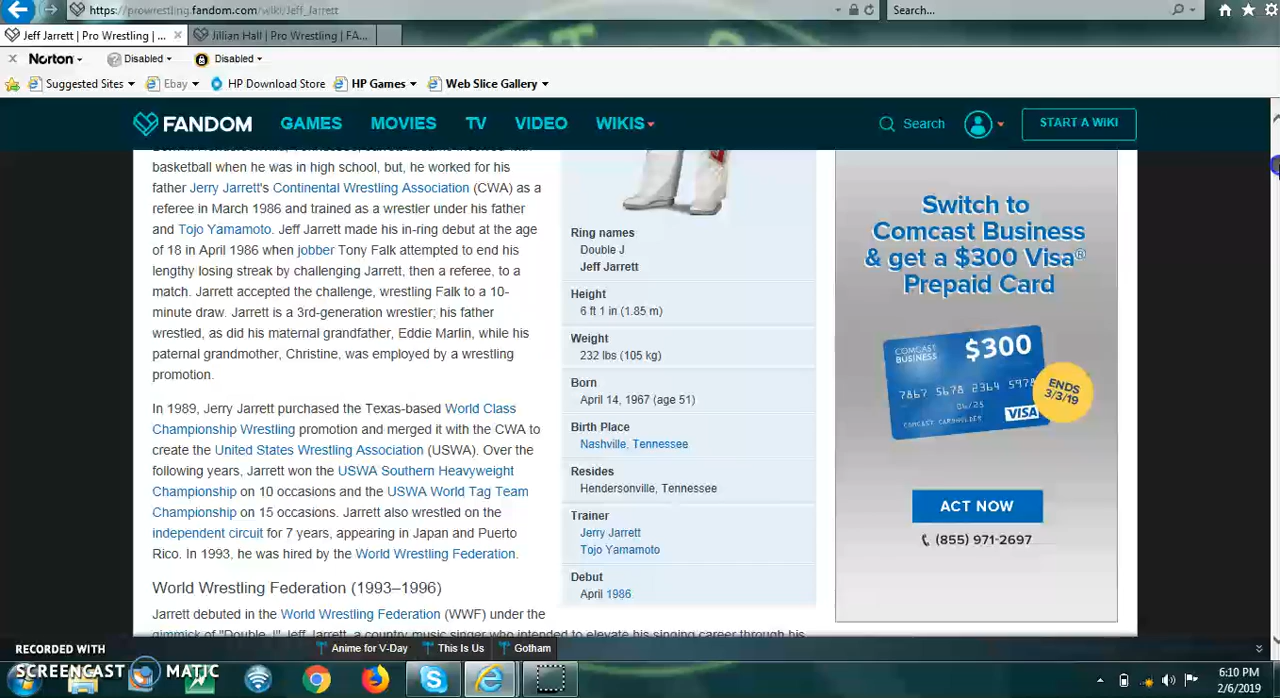 https://prowrestling.fandom.com/wiki/Jeff_Jarrett
Search...
Jeff Jarrett | Pro Wrestling | ...
Jillian Hall | Pro Wrestling | FA...
Norton
Disabled
Disabled
Suggested Sites
Ebay
HP Download Store
HP Games
Web Slice Gallery
FANDOM
GAMES
MOVIES
TV
VIDEO
WIKIS
Search
START A WIKI
basketball when he was in high school, but, he worked for his
father Jerry Jarrett's Continental Wrestling Association (CWA) as a
referee in March 1986 and trained as a wrestler under his father
and Tojo Yamamoto. Jeff Jarrett made his in-ring debut at the age
of 18 in April 1986 when jobber Tony Falk attempted to end his
lengthy losing streak by challenging Jarrett, then a referee, to a
match. Jarrett accepted the challenge, wrestling Falk to a 10-
minute draw. Jarrett is a 3rd-generation wrestler; his father
wrestled, as did his maternal grandfather, Eddie Marlin, while his
paternal grandmother, Christine, was employed by a wrestling
promotion.
In 1989, Jerry Jarrett purchased the Texas-based World Class
Championship Wrestling promotion and merged it with the CWA to
create the United States Wrestling Association (USWA). Over the
following years, Jarrett won the USWA Southern Heavyweight
Championship on 10 occasions and the USWA World Tag Team
Championship on 15 occasions. Jarrett also wrestled on the
independent circuit for 7 years, appearing in Japan and Puerto
Rico. In 1993, he was hired by the World Wrestling Federation.
World Wrestling Federation (1993–1996)
Jarrett debuted in the World Wrestling Federation (WWF) under the
gimmick of "Double J" Jeff Jarrett, a country music singer who intended to elevate his singing career through his
Ring names
Double J
Jeff Jarrett
Height
6 ft 1 in (1.85 m)
Weight
232 lbs (105 kg)
Born
April 14, 1967 (age 51)
Birth Place
Nashville, Tennessee
Resides
Hendersonville, Tennessee
Trainer
Jerry Jarrett
Tojo Yamamoto
Debut
April 1986
Switch to
Comcast Business
& get a $300 Visa®
Prepaid Card
COMCAST
BUSINESS
$300
7867 5678 2364 5978
06/25
COMCAST CARDHOLDER
VISA
ENDS
3/3/19
ACT NOW
(855) 971-2697
Anime for V-Day
This Is Us
Gotham
RECORDED WITH
SCREENCAST MATIC
6:10 PM
2/6/2019